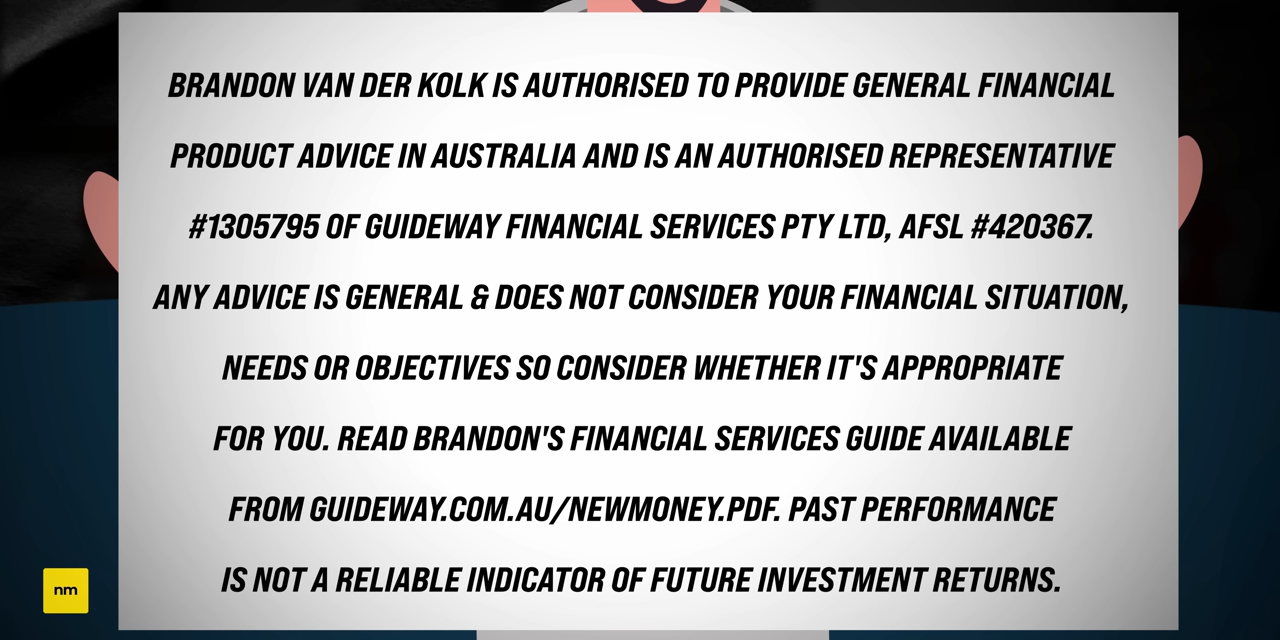 BRANDON VAN DER KOLK IS AUTHORISED TO PROVIDE GENERAL FINANCIAL
PRODUCT ADVICE IN AUSTRALIA AND IS AN AUTHORISED REPRESENTATIVE
#1305795 OF GUIDEWAY FINANCIAL SERVICES PTY LTD, AFSL #420367.
ANY ADVICE IS GENERAL & DOES NOT CONSIDER YOUR FINANCIAL SITUATION,
NEEDS OR OBJECTIVES SO CONSIDER WHETHER IT'S APPROPRIATE
FOR YOU. READ BRANDON'S FINANCIAL SERVICES GUIDE AVAILABLE
FROM GUIDEWAY.COM.AU/NEWMONEY.PDF. PAST PERFORMANCE
IS NOT A RELIABLE INDICATOR OF FUTURE INVESTMENT RETURNS.
nm